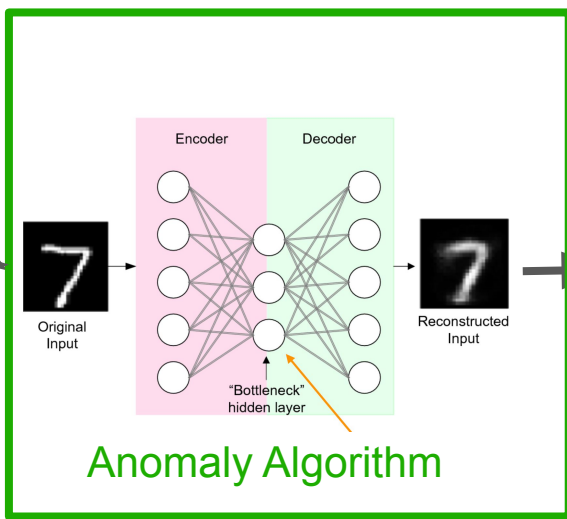 Encoder
Decoder
Original
Input
Reconstructed
Input
“Bottleneck”
hidden layer
Anomaly Algorithm